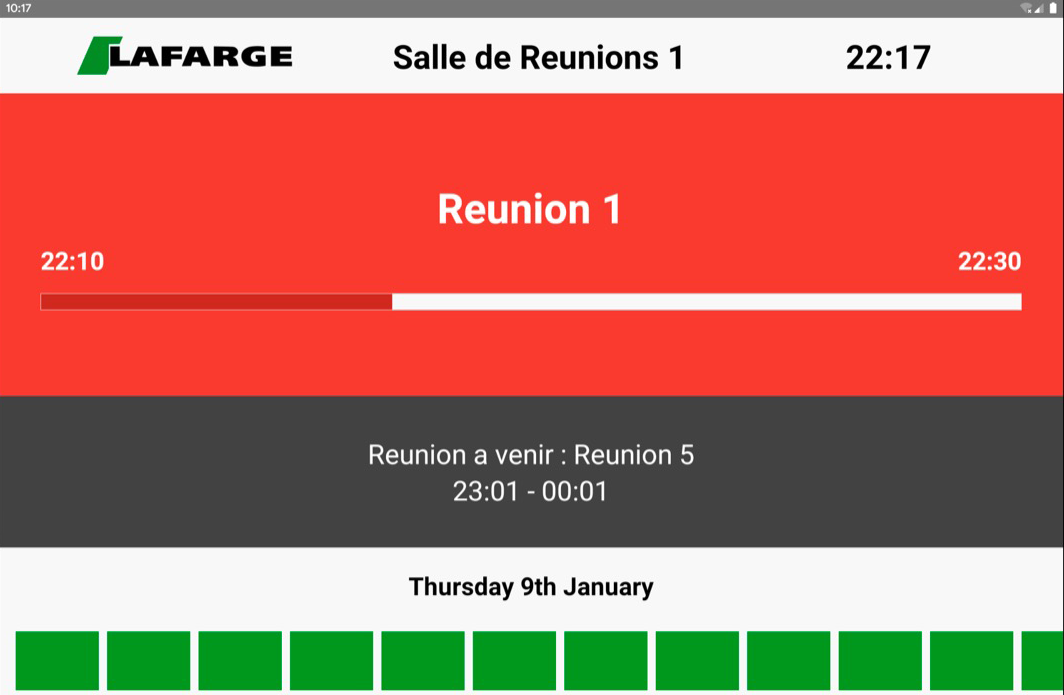 10:17
LAFARGE
Salle de Reunions 1
22:17
Reunion 1
22:10
22:30
Reunion a venir : Reunion 5
23:01 - 00:01
Thursday 9th January